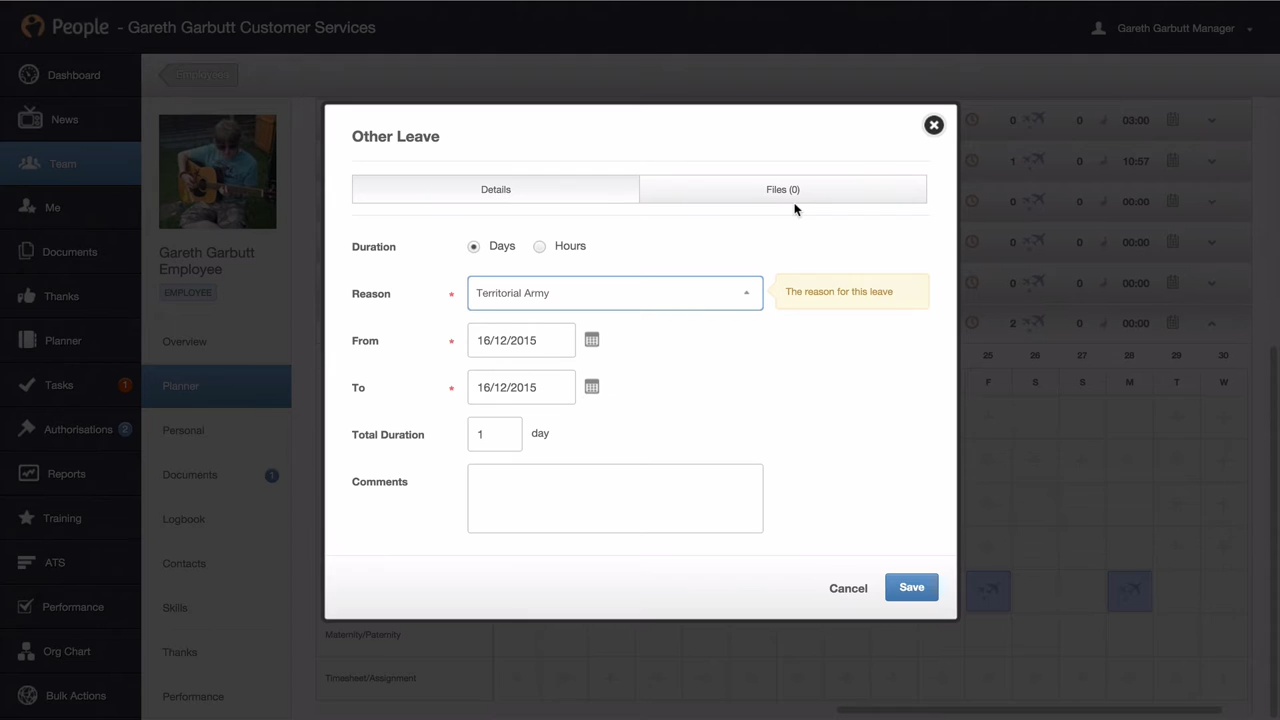 People - Gareth Garbutt Customer Services
Gareth Garbutt Manager
Dashboard
News
Team
Me
Documents
Thanks
Planner
Tasks 1
Authorisations 2
Reports
Training
ATS
Performance
Org Chart
Bulk Actions
Employees
Gareth Garbutt
Employee
EMPLOYEE
Overview
Planner
Personal
Documents 1
Logbook
Contacts
Skills
Thanks
Performance
Other Leave
Details
Files (0)
Duration
Days
Hours
Reason *
Territorial Army
The reason for this leave
From *
16/12/2015
To *
16/12/2015
Total Duration
1
day
Comments
Cancel
Save
0 0 03:00
1 0 10:57
0 0 00:00
0 0 00:00
0 0 00:00
2 0 00:00
25 26 27 28 29 30
F S S M T W
Maternity/Paternity
Timesheet/Assignment